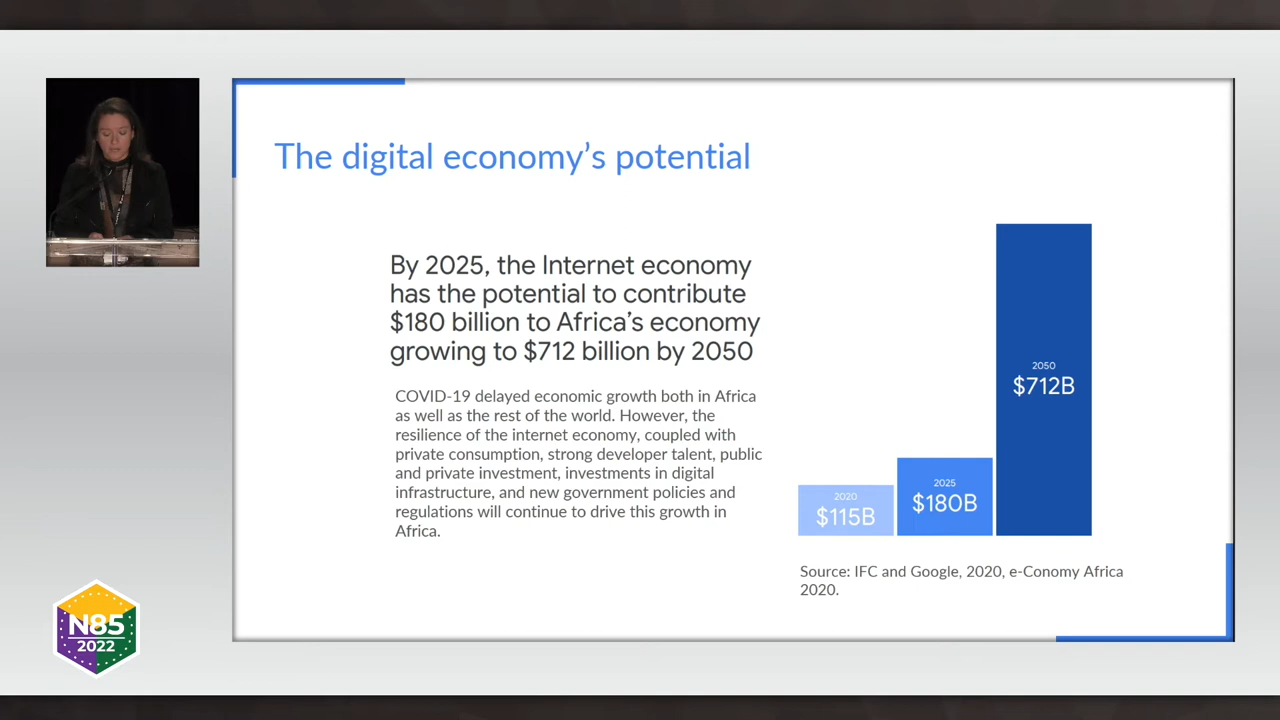 The digital economy’s potential
By 2025, the Internet economy
has the potential to contribute
$180 billion to Africa’s economy
growing to $712 billion by 2050
COVID-19 delayed economic growth both in Africa
as well as the rest of the world. However, the
resilience of the internet economy, coupled with
private consumption, strong developer talent, public
and private investment, investments in digital
infrastructure, and new government policies and
regulations will continue to drive this growth in
Africa.
2020
$115B
2025
$180B
2050
$712B
Source: IFC and Google, 2020, e-Conomy Africa
2020.
N85
2022